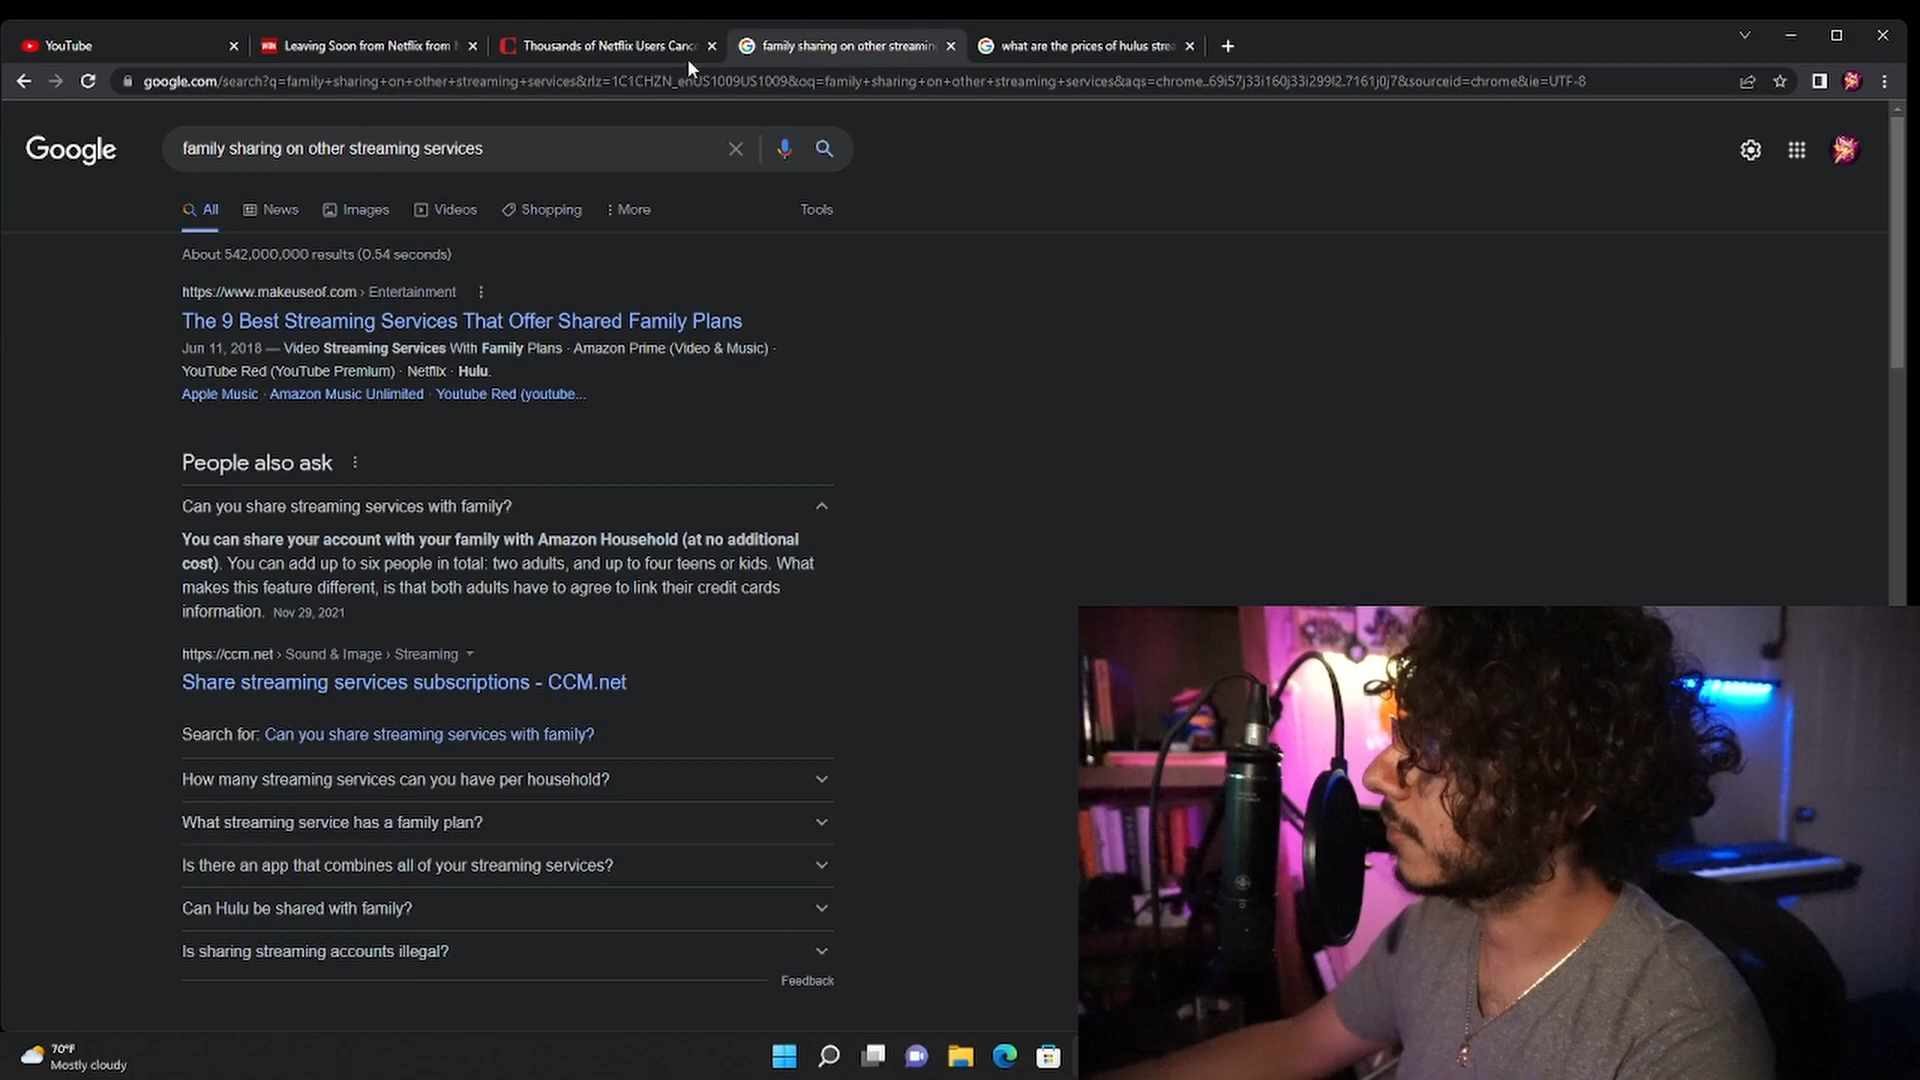 YouTube
WIN Leaving Soon from Netflix from N
Thousands of Netflix Users Cance
family sharing on other streaming
what are the prices of hulus strea
google.com/search?q=family+sharing+on+other+streaming+services&rlz=1C1CHZN_enUS1009US1009&oq=family+sharing+on+other+streaming+services&aqs=chrome..69i57j33i160j33i299l2.7161j0j7&sourceid=chrome&ie=UTF-8
Google
family sharing on other streaming services
All
News
Images
Videos
Shopping
More
Tools
About 542,000,000 results (0.54 seconds)
https://www.makeuseof.com › Entertainment
The 9 Best Streaming Services That Offer Shared Family Plans
Jun 11, 2018 — Video Streaming Services With Family Plans · Amazon Prime (Video & Music) ·
YouTube Red (YouTube Premium) · Netflix · Hulu.
Apple Music · Amazon Music Unlimited · Youtube Red (youtube...
People also ask
Can you share streaming services with family?
You can share your account with your family with Amazon Household (at no additional
cost). You can add up to six people in total: two adults, and up to four teens or kids. What
makes this feature different, is that both adults have to agree to link their credit cards
information. Nov 29, 2021
https://ccm.net › Sound & Image › Streaming
Share streaming services subscriptions - CCM.net
Search for: Can you share streaming services with family?
How many streaming services can you have per household?
What streaming service has a family plan?
Is there an app that combines all of your streaming services?
Can Hulu be shared with family?
Is sharing streaming accounts illegal?
Feedback
70°F
Mostly cloudy